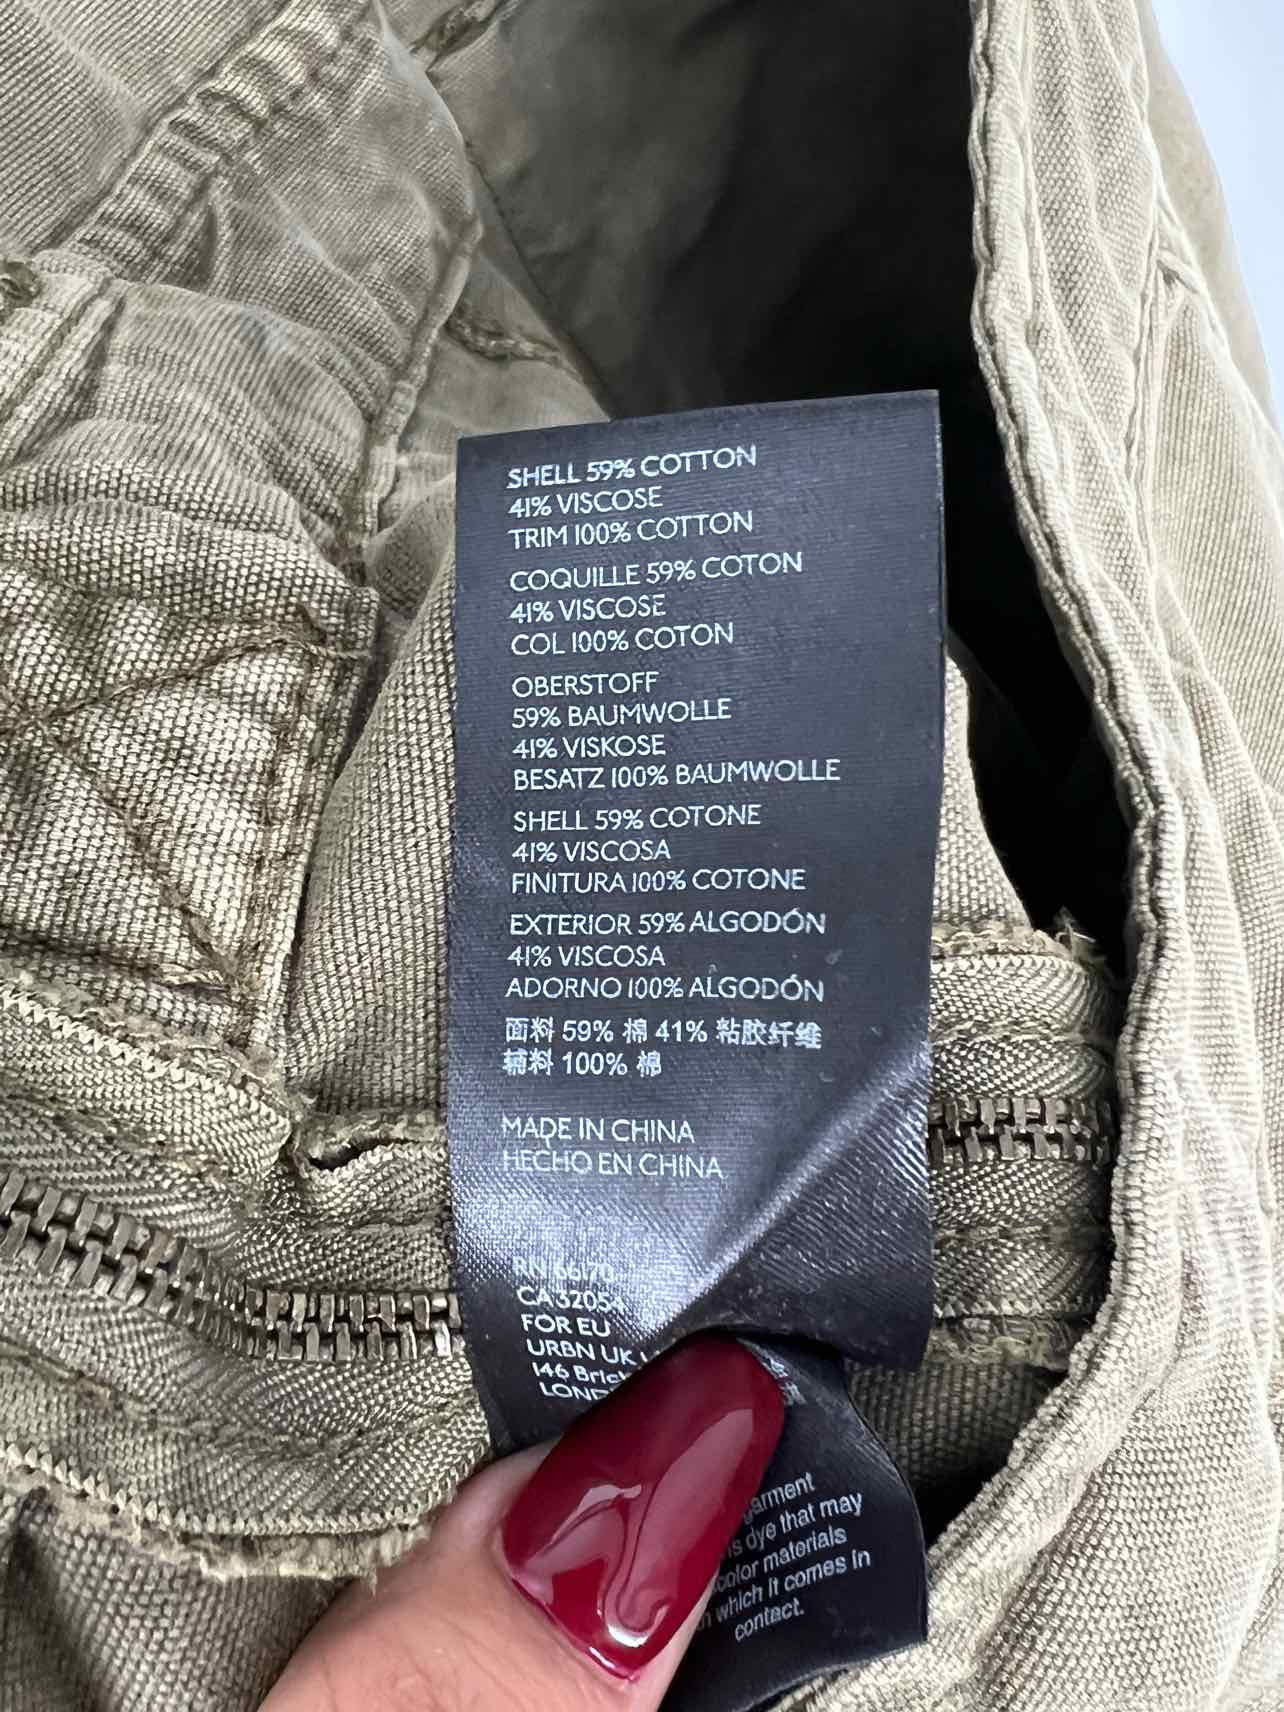 SHELL 59% COTTON
41% VISCOSE
TRIM 100% COTTON
COQUILLE 59% COTON
41% VISCOSE
COL 100% COTON
OBERSTOFF
59% BAUMWOLLE
41% VISKOSE
BESATZ 100% BAUMWOLLE
SHELL 59% COTONE
41% VISCOSA
FINITURA 100% COTONE
EXTERIOR 59% ALGODÓN
41% VISCOSA
ADORNO 100% ALGODÓN
面料 59% 棉 41% 粘胶纤维
辅料 100% 棉
MADE IN CHINA
HECHO EN CHINA
RN
CA 32054
FOR EU
URBN UK
146
garment
dye that may
color materials
which it comes in
contact.